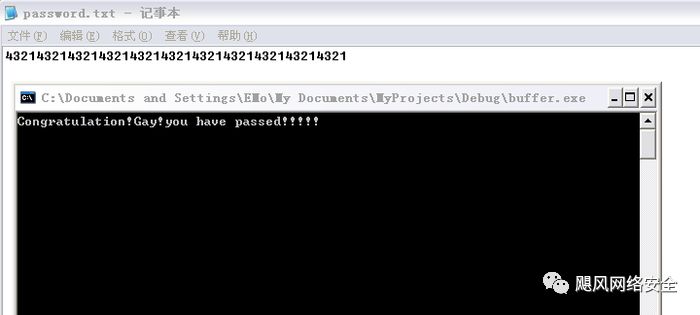 password.txt - 记事本
文件(F) 编辑(E) 格式(O) 查看(V) 帮助(H)
43214321432143214321432143214321432143214321
C:\Documents and Settings\EMo\My Documents\MyProjects\Debug\buffer.exe
Congratulation!Gay!you have passed!!!!!
飓风网络安全